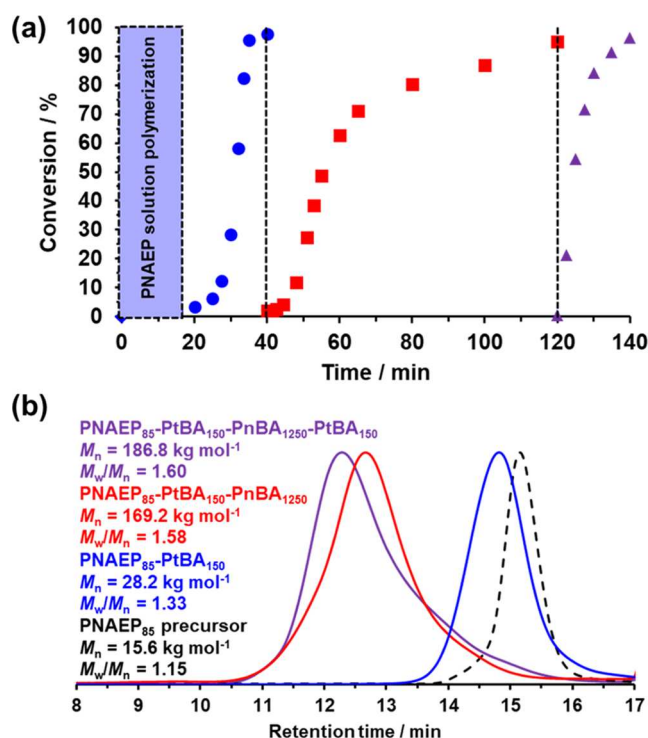 (a)
100
90
80
70
60
50
40
30
20
10
0
Conversion / %
PNAEP solution polymerization
0 20 40 60 80 100 120 140
Time / min
(b)
PNAEP₈₅-PtBA₁₅₀-PnBA₁₂₅₀-PtBA₁₅₀
Mₙ = 186.8 kg mol⁻¹
M_w/Mₙ = 1.60
PNAEP₈₅-PtBA₁₅₀-PnBA₁₂₅₀
Mₙ = 169.2 kg mol⁻¹
M_w/Mₙ = 1.58
PNAEP₈₅-PtBA₁₅₀
Mₙ = 28.2 kg mol⁻¹
M_w/Mₙ = 1.33
PNAEP₈₅ precursor
Mₙ = 15.6 kg mol⁻¹
M_w/Mₙ = 1.15
8 9 10 11 12 13 14 15 16 17
Retention time / min